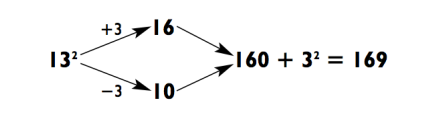 +3 16
13² 160 + 3² = 169
−3 10